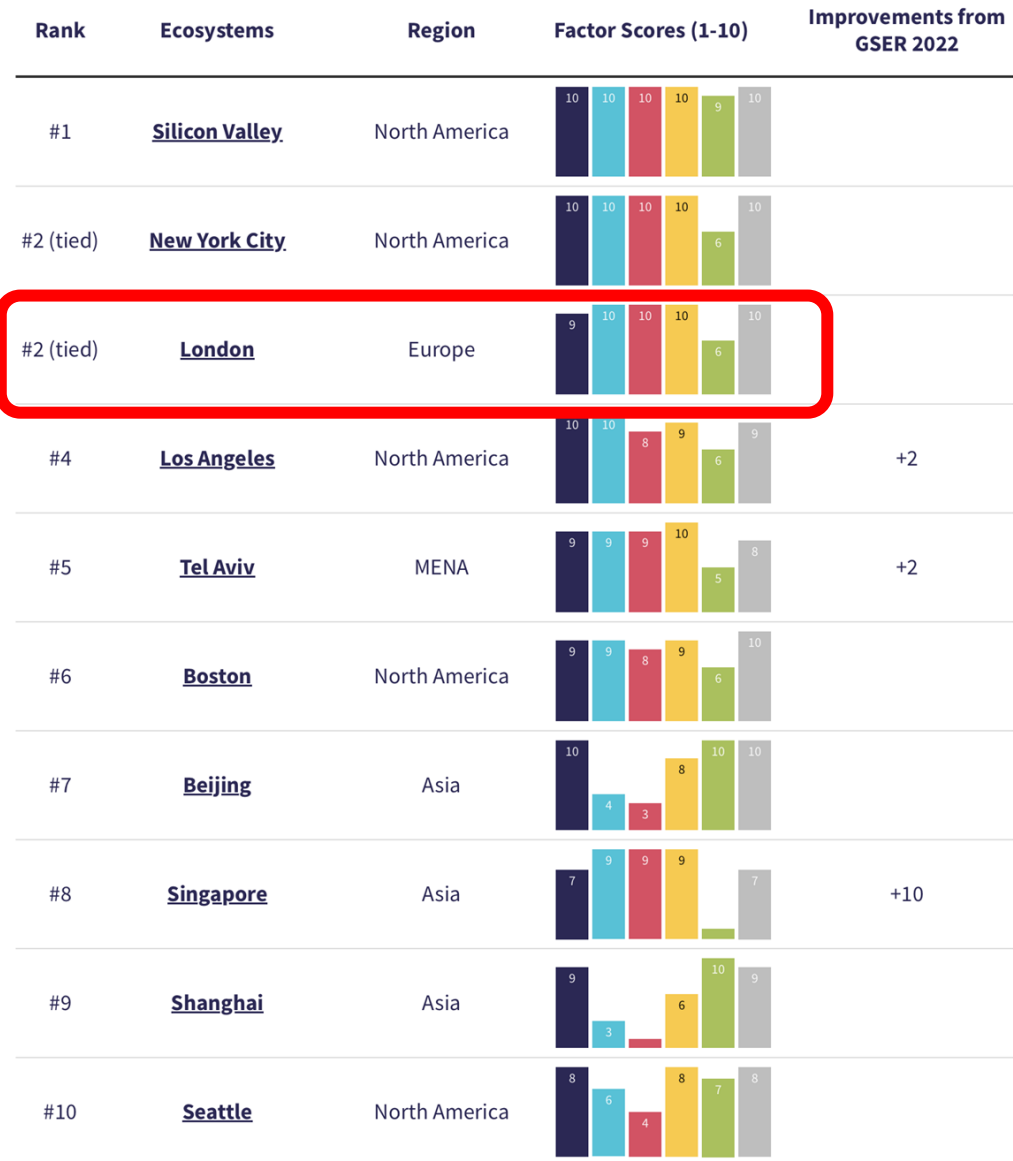 Rank Ecosystems Region Factor Scores (1-10) Improvements from
GSER 2022
#1 Silicon Valley North America 10 10 10 10 9 10
#2 (tied) New York City North America 10 10 10 10 6 10
#2 (tied) London Europe 9 10 10 10 6 10
#4 Los Angeles North America 10 10 8 9 6 9 +2
#5 Tel Aviv MENA 9 9 9 10 5 8 +2
#6 Boston North America 9 9 8 9 6 10
#7 Beijing Asia 10 4 3 8 10 10
#8 Singapore Asia 7 9 9 9 7 +10
#9 Shanghai Asia 9 3 6 10 9
#10 Seattle North America 8 6 4 8 7 8